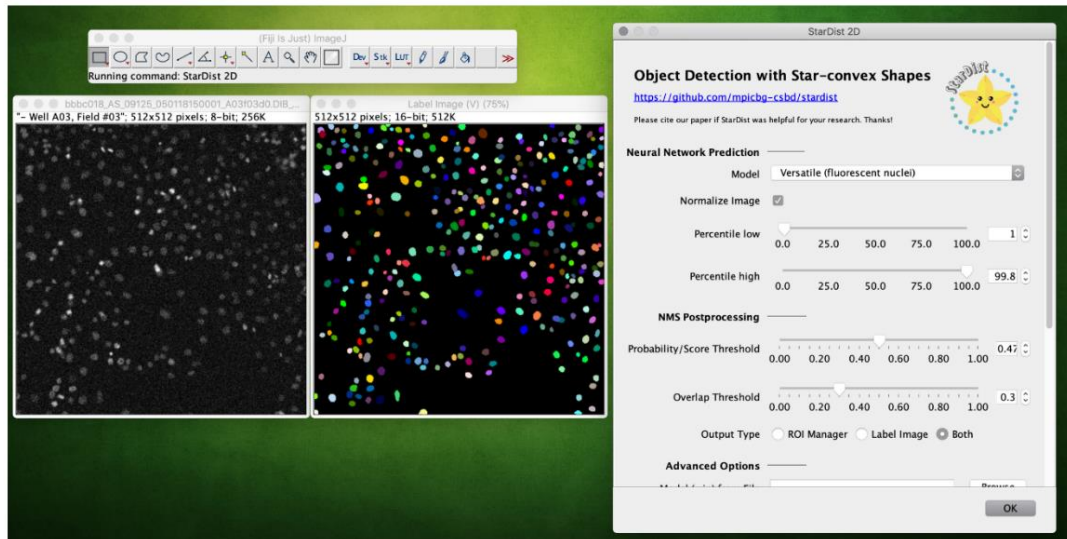 (Fiji Is Just) ImageJ
Dev Stk LUT
Running command: StarDist 2D
bbbc018_AS_09125_050118150001_A03f03d0.DIB_...
"- Well A03, Field #03"; 512x512 pixels; 8-bit; 256K
Label Image (V) (75%)
512x512 pixels; 16-bit; 512K
StarDist 2D
Object Detection with Star-convex Shapes
StarDist
https://github.com/mpicbg-csbd/stardist
Please cite our paper if StarDist was helpful for your research. Thanks!
Neural Network Prediction
Model Versatile (fluorescent nuclei)
Normalize Image
Percentile low 1
0.0 25.0 50.0 75.0 100.0
Percentile high 99.8
0.0 25.0 50.0 75.0 100.0
NMS Postprocessing
Probability/Score Threshold 0.47
0.00 0.20 0.40 0.60 0.80 1.00
Overlap Threshold 0.3
0.00 0.20 0.40 0.60 0.80 1.00
Output Type ROI Manager Label Image Both
Advanced Options
Browse
OK